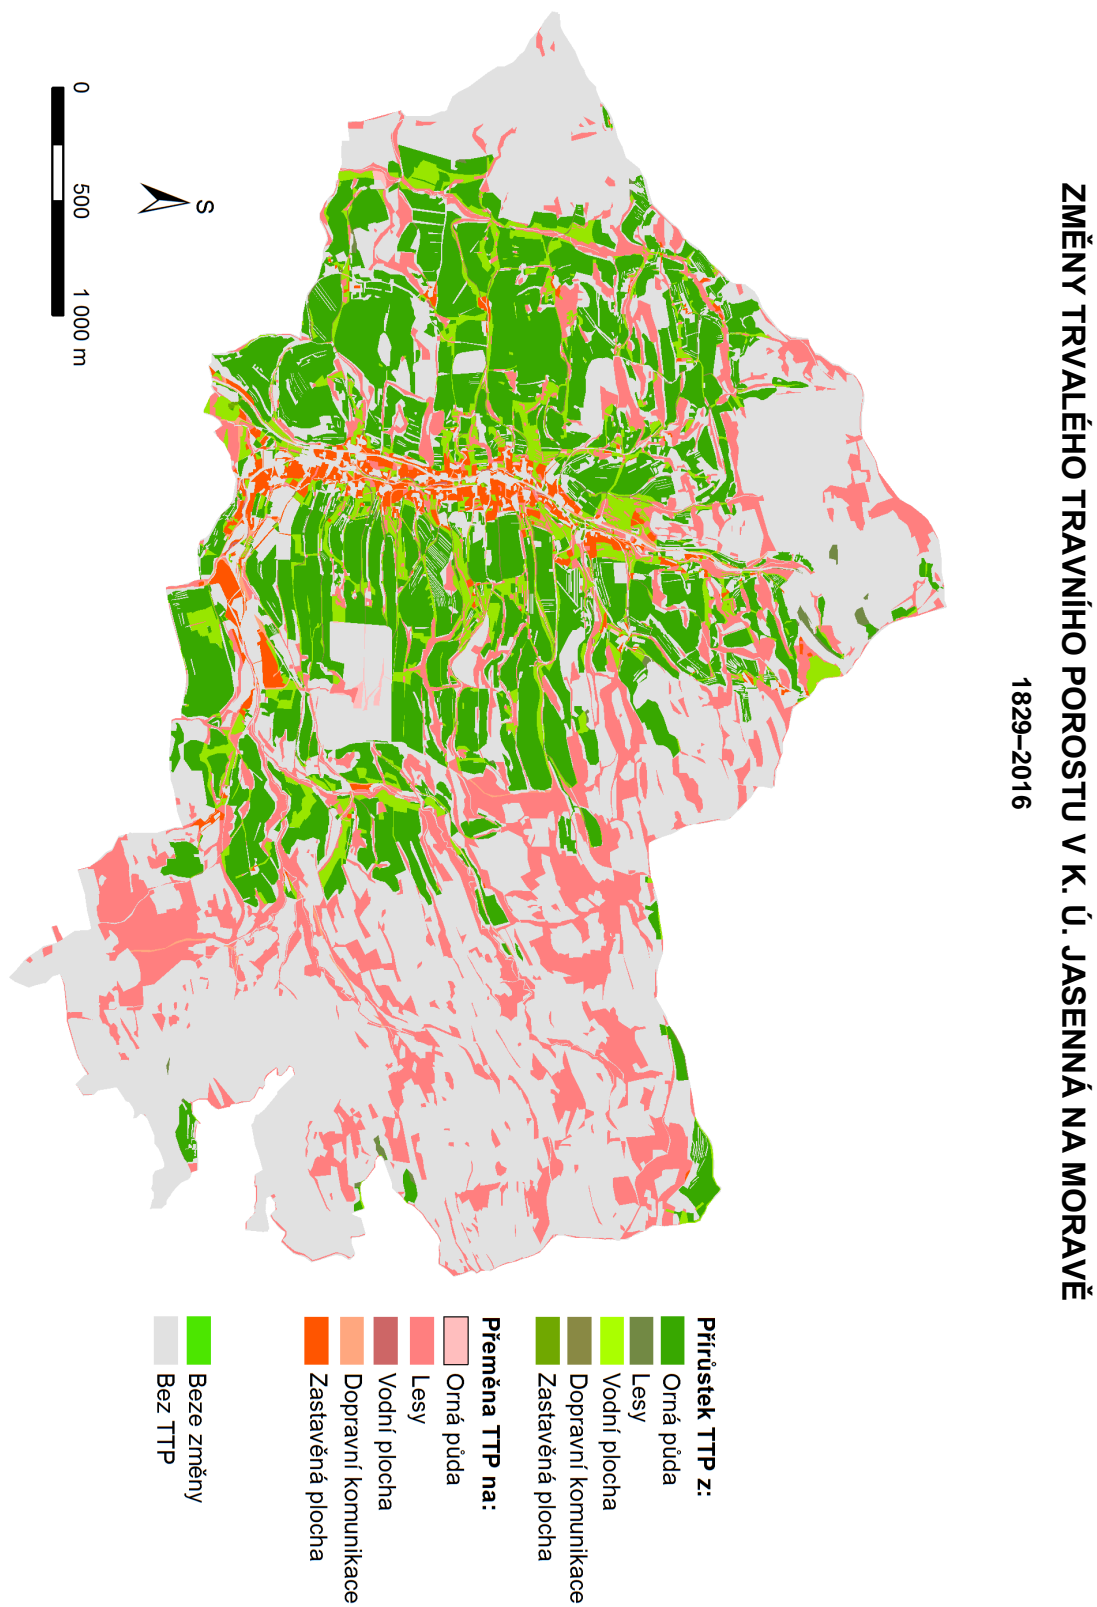 ZMĚNY TRVALÉHO TRAVNÍHO POROSTU V K. Ú. JASENNÁ NA MORAVĚ
1829–2016
Přírůstek TTP z:
Orná půda
Lesy
Vodní plocha
Dopravní komunikace
Zastavěná plocha
Přeměna TTP na:
Orná půda
Lesy
Vodní plocha
Dopravní komunikace
Zastavěná plocha
Beze změny
Bez TTP
S
0 500 1 000 m